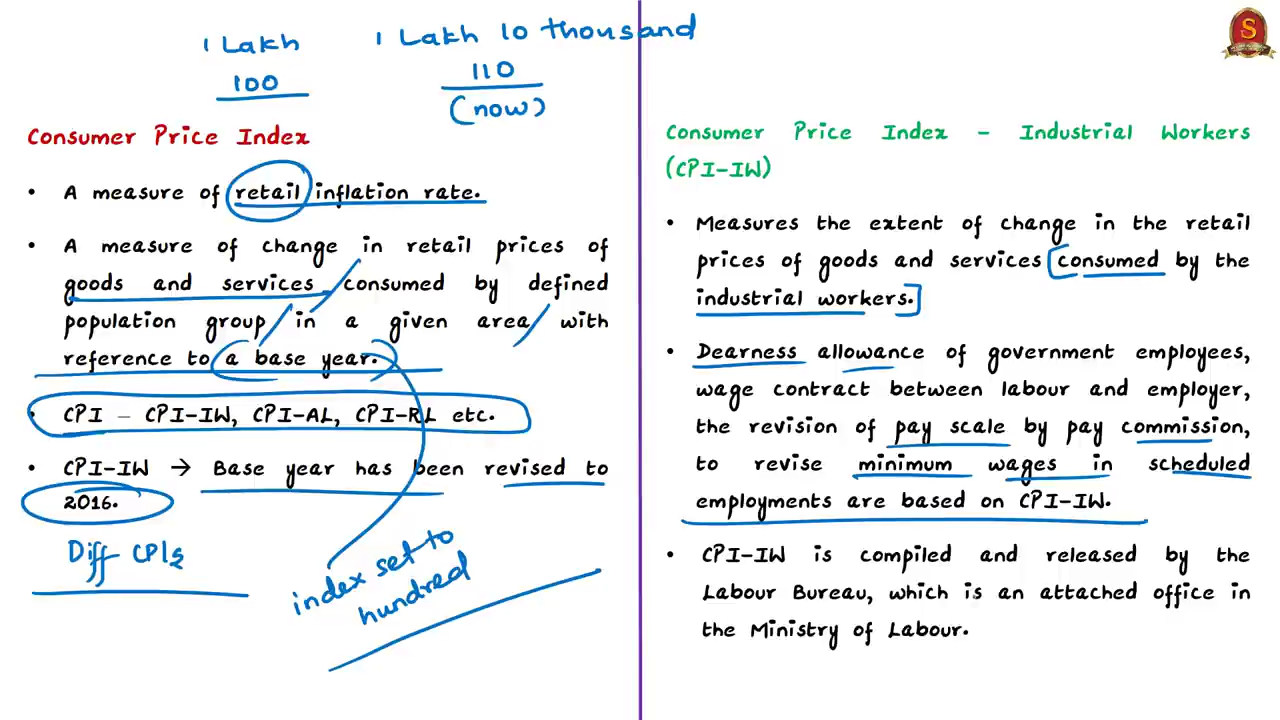 1 Lakh
1 Lakh 10 thousand
100
110
(now)
Consumer Price Index
• A measure of retail inflation rate.
• A measure of change in retail prices of
goods and services consumed by defined
population group in a given area with
reference to a base year.
• CPI – CPI-IW, CPI-AL, CPI-RL etc.
• CPI-IW → Base year has been revised to
2016.
Diff CPIs
index set to
hundred
Consumer Price Index – Industrial Workers
(CPI-IW)
• Measures the extent of change in the retail
prices of goods and services consumed by the
industrial workers.
• Dearness allowance of government employees,
wage contract between labour and employer,
the revision of pay scale by pay commission,
to revise minimum wages in scheduled
employments are based on CPI-IW.
• CPI-IW is compiled and released by the
Labour Bureau, which is an attached office in
the Ministry of Labour.
S